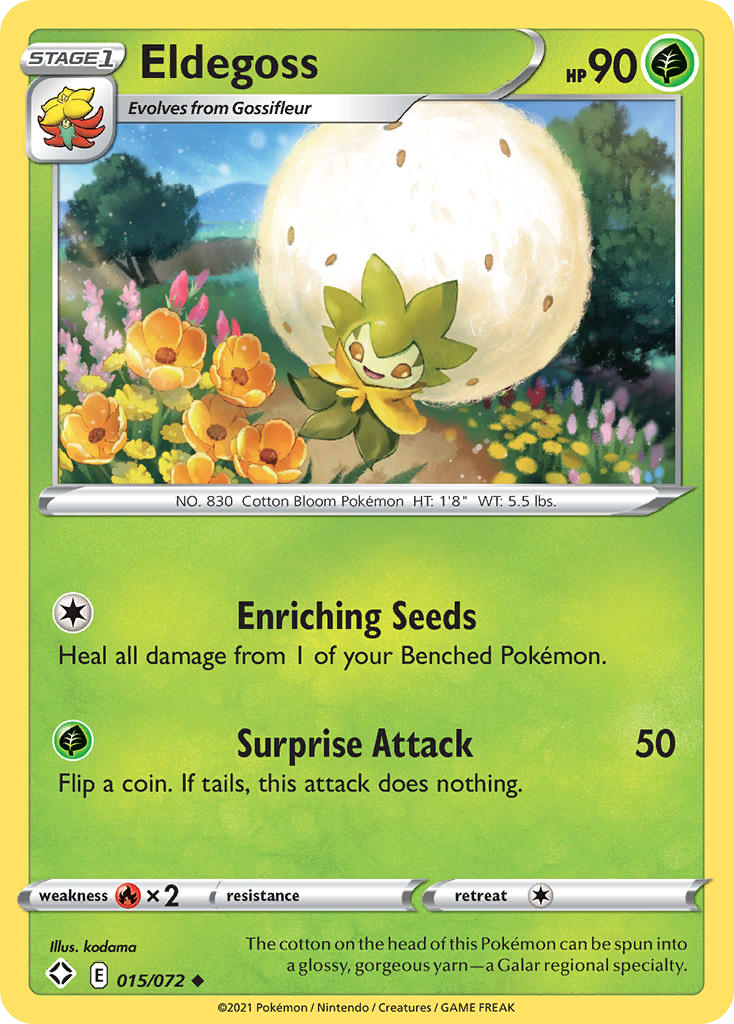 STAGE1
Eldegoss
HP90
Evolves from Gossifleur
NO. 830 Cotton Bloom Pokémon HT: 1'8" WT: 5.5 lbs.
Enriching Seeds
Heal all damage from 1 of your Benched Pokémon.
Surprise Attack 50
Flip a coin. If tails, this attack does nothing.
weakness ×2 resistance retreat
Illus. kodama
The cotton on the head of this Pokémon can be spun into
a glossy, gorgeous yarn—a Galar regional specialty.
E 015/072
©2021 Pokémon / Nintendo / Creatures / GAME FREAK